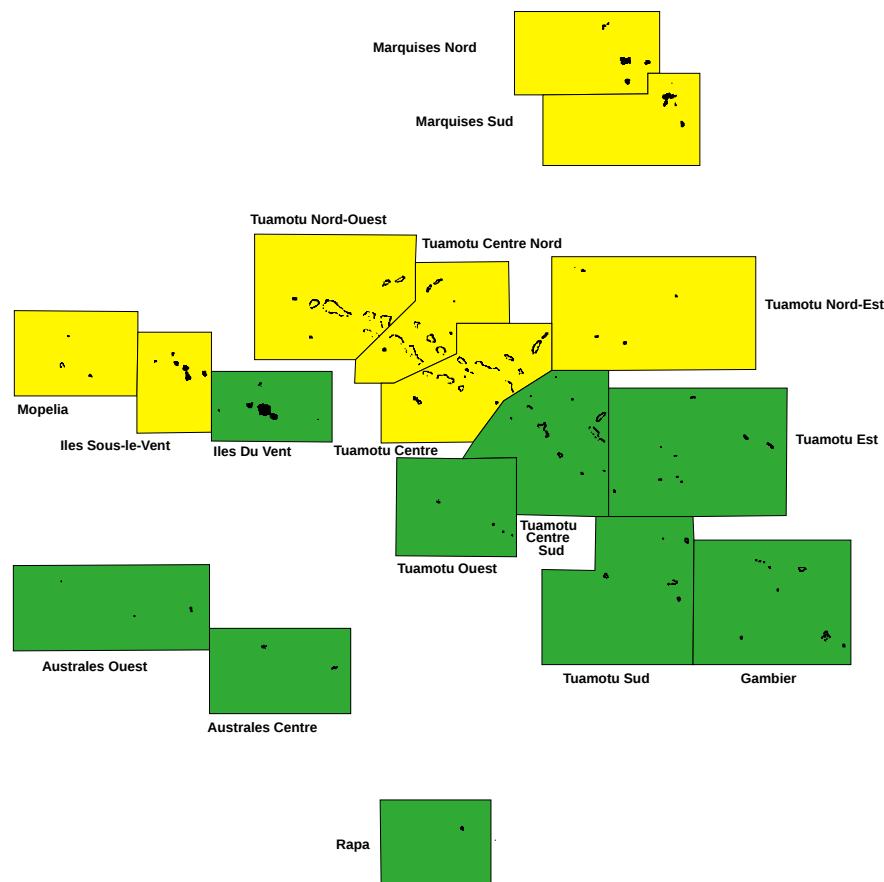 Marquises Nord
Marquises Sud
Tuamotu Nord-Ouest
Tuamotu Centre Nord
Tuamotu Nord-Est
Mopelia
Iles Sous-le-Vent
Iles Du Vent
Tuamotu Centre
Tuamotu Est
Tuamotu
Centre
Sud
Tuamotu Ouest
Australes Ouest
Tuamotu Sud
Gambier
Australes Centre
Rapa